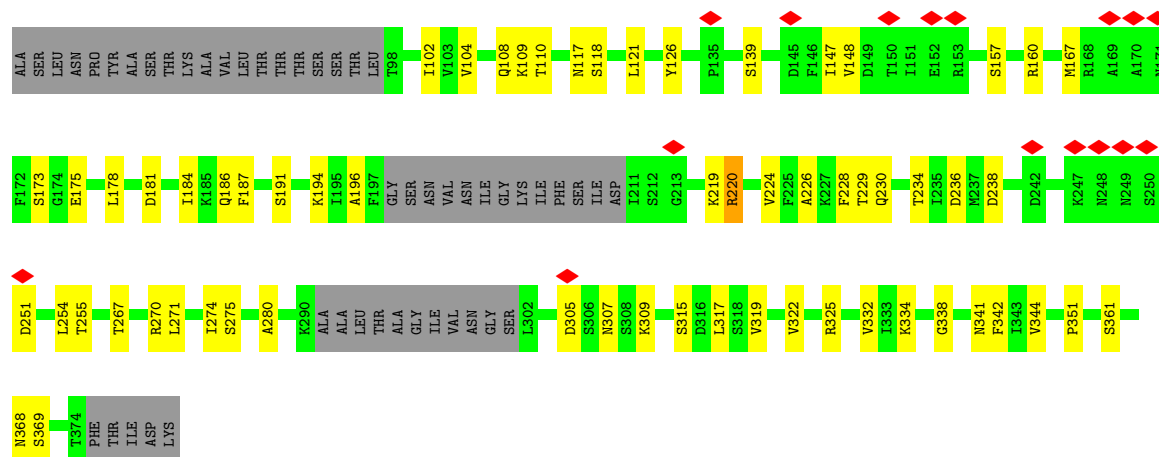 ALA SER LEU ASN PRO TYR ALA SER THR LYS ALA VAL LEU THR THR THR SER SER THR LEU T98 I102 V103 V104 Q108 K109 T110 N117 S118 L121 Y126 P135 S139 D145 F146 I147 V148 D149 T150 I151 E152 R153 S157 R160 M167 R168 A169 A170 N171
F172 S173 G174 E175 L178 D181 I184 K185 Q186 F187 S191 K194 I195 A196 F197 GLY SER ASN VAL ASN ILE GLY LYS ILE PHE SER ILE ASP I211 S212 G213 K219 R220 V224 F225 A226 K227 F228 T229 Q230 T234 I235 D236 M237 D238 D242 K247 N248 N249 S250
D251 L254 T255 T267 R270 L271 I274 S275 A280 K290 ALA ALA LEU THR ALA GLY ILE VAL ASN GLY SER L302 D305 S306 N307 S308 K309 S315 D316 L317 S318 V319 V322 R325 V332 I333 K334 G338 N341 F342 I343 V344 P351 S361
N368 S369 T374 PHE THR ILE ASP LYS